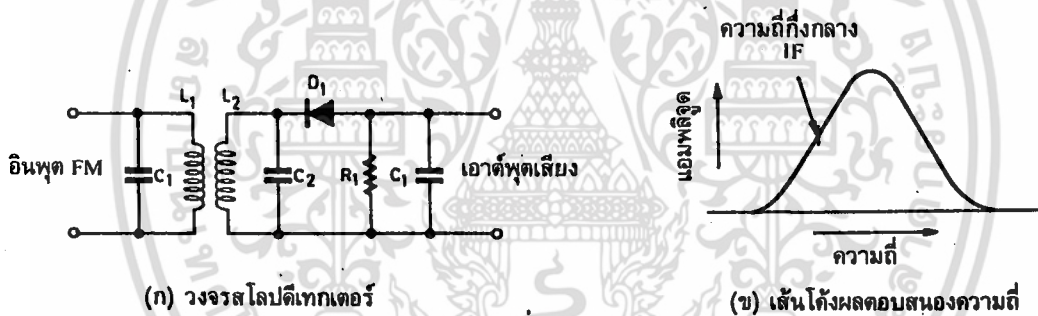 D₁
L₁ L₂
อินพุต FM
C₁
C₂
R₁
C₁
เอาต์พุตเสียง
(ก) วงจรสโลปดีเทกเตอร์
ความถี่กึ่งกลาง
IF
แอมพลิจูด
ความถี่
(ข) เส้นโค้งผลตอบสนองความถี่